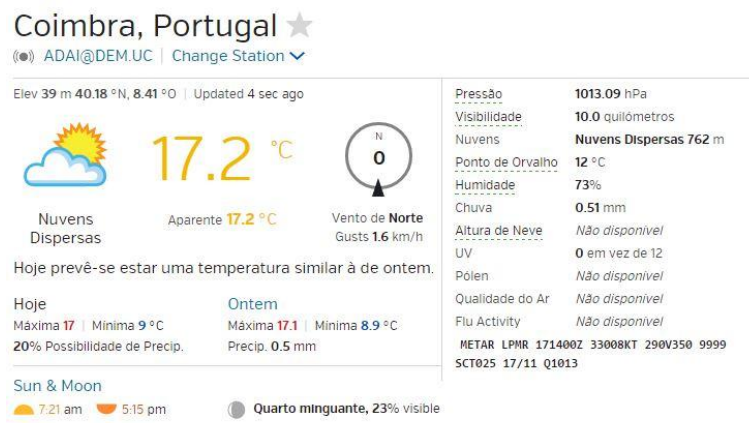 Coimbra, Portugal
ADAI@DEM.UC | Change Station
Elev 39 m 40.18 °N, 8.41 °O | Updated 4 sec ago
17.2 °C
N
0
Nuvens
Dispersas
Aparente 17.2 °C
Vento de Norte
Gusts 1.6 km/h
Hoje prevê-se estar uma temperatura similar à de ontem.
Hoje
Máxima 17 | Mínima 9 °C
20% Possibilidade de Precip.
Ontem
Máxima 17.1 | Mínima 8.9 °C
Precip. 0.5 mm
Sun & Moon
7:21 am 5:15 pm
Quarto minguante, 23% visible
Pressão 1013.09 hPa
Visibilidade 10.0 quilómetros
Nuvens Nuvens Dispersas 762 m
Ponto de Orvalho 12 °C
Humidade 73%
Chuva 0.51 mm
Altura de Neve Não disponível
UV 0 em vez de 12
Pólen Não disponível
Qualidade do Ar Não disponível
Flu Activity Não disponível
METAR LPMR 171400Z 33008KT 290V350 9999
SCT025 17/11 Q1013